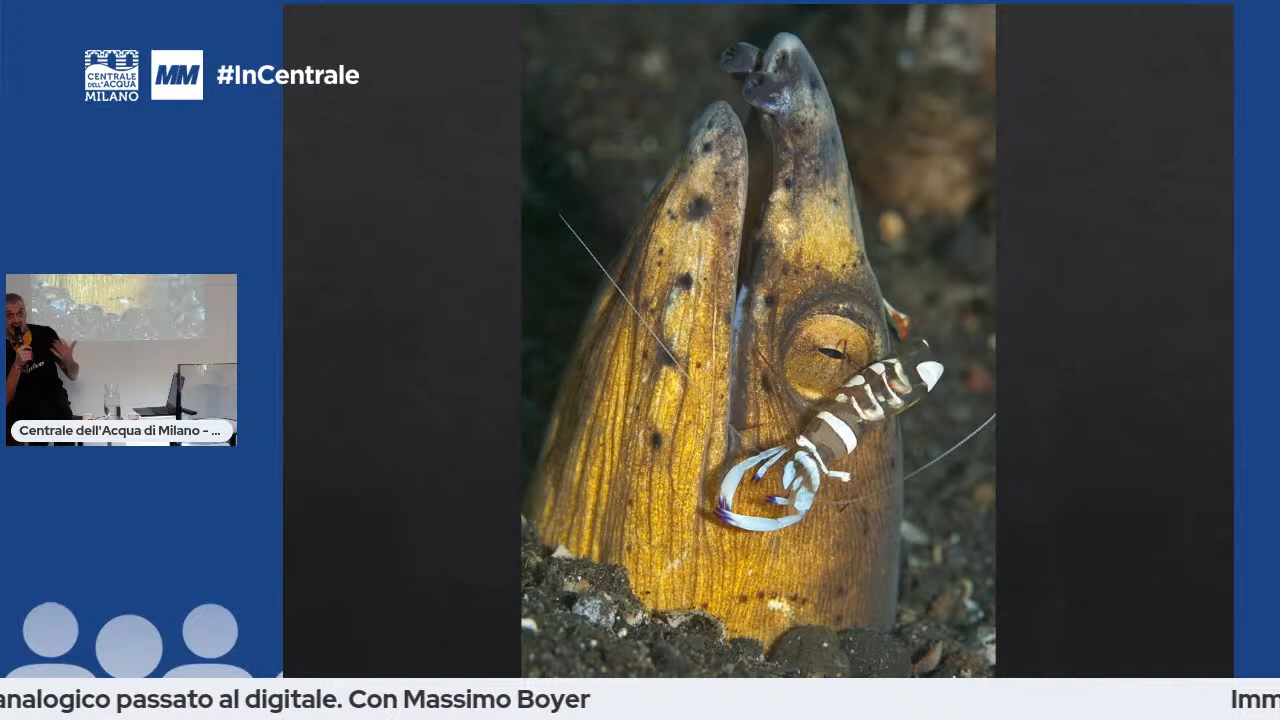 CENTRALE
DELL'ACQUA
MILANO
MM
#InCentrale
Centrale dell'Acqua di Milano - ...
analogico passato al digitale. Con Massimo Boyer
Imm